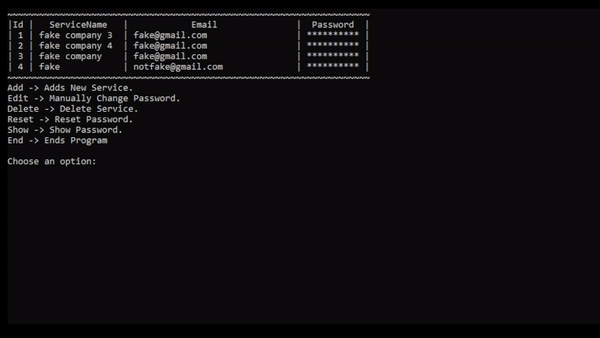 ~~~~~~~~~~~~~~~~~~~~~~~~~~~~~~~~~~~~~~~~~~~~~~~~~~~~~~~~~~~~~~~~~~~~~
|Id |   ServiceName   |            Email               |  Password  |
| 1 | fake company 3  | fake@gmail.com                 | ********** |
| 2 | fake company 4  | fake@gmail.com                 | ********** |
| 3 | fake company    | fake@gmail.com                 | ********** |
| 4 | fake            | notfake@gmail.com              | ********** |
~~~~~~~~~~~~~~~~~~~~~~~~~~~~~~~~~~~~~~~~~~~~~~~~~~~~~~~~~~~~~~~~~~~~~
Add -> Adds New Service.
Edit -> Manually Change Password.
Delete -> Delete Service.
Reset -> Reset Password.
Show -> Show Password.
End -> Ends Program
Choose an option: